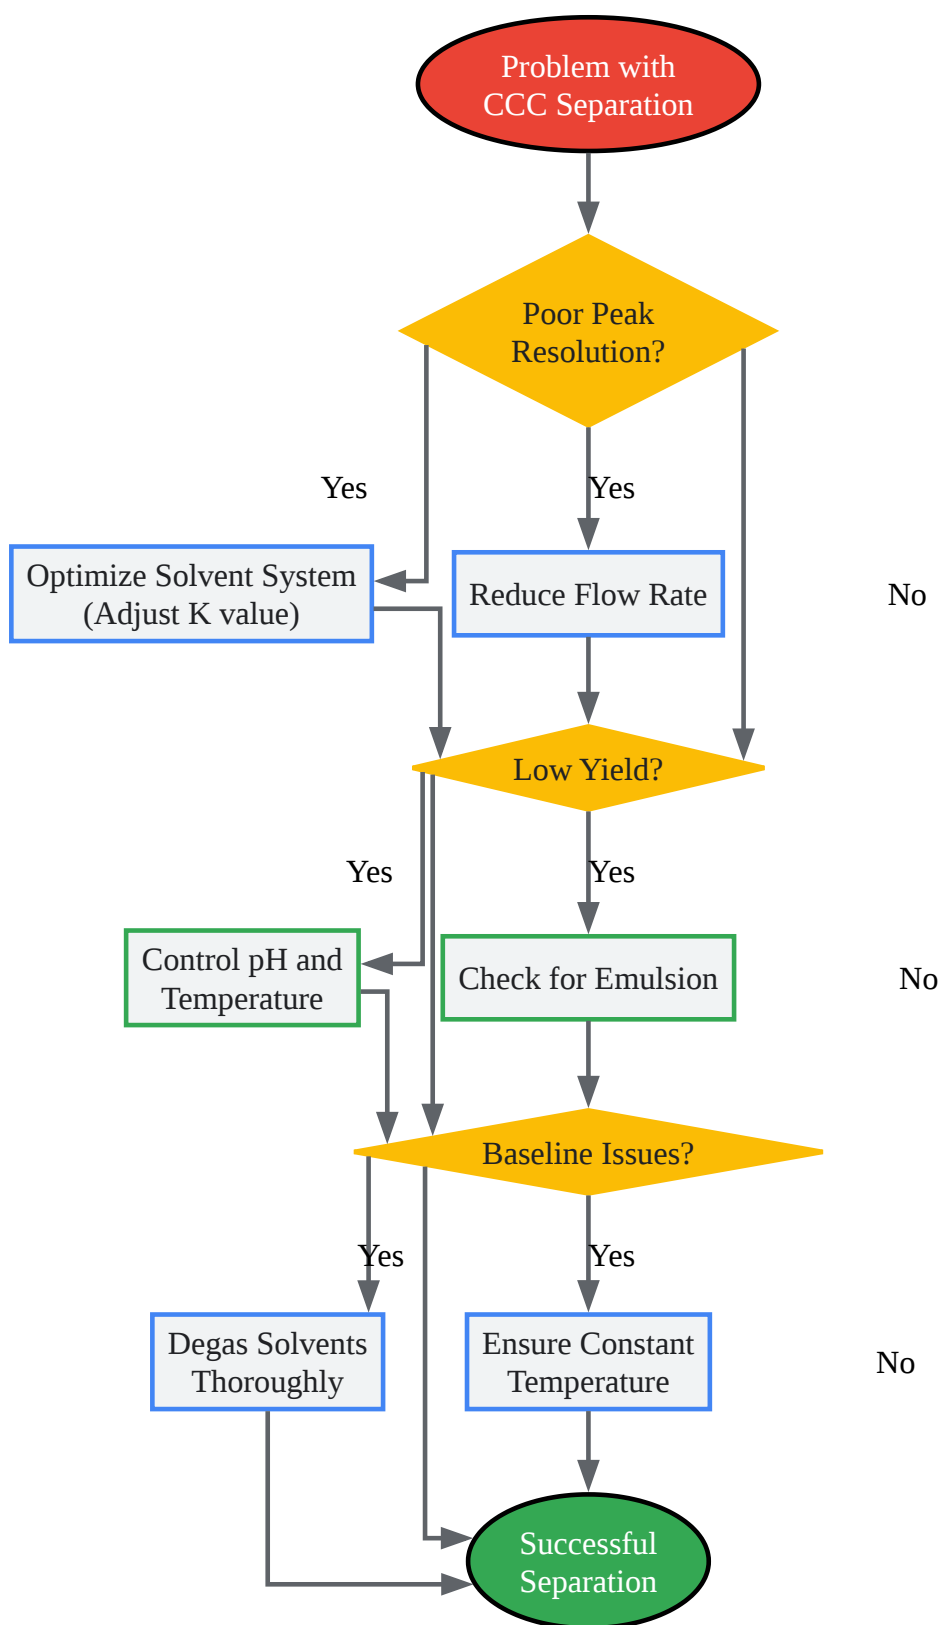 Problem with
CCC Separation
Poor Peak
Resolution?
Yes
Yes
Optimize Solvent System
(Adjust K value)
Reduce Flow Rate
No
Low Yield?
Yes
Yes
Control pH and
Temperature
Check for Emulsion
No
Baseline Issues?
Yes
Yes
Degas Solvents
Thoroughly
Ensure Constant
Temperature
No
Successful
Separation